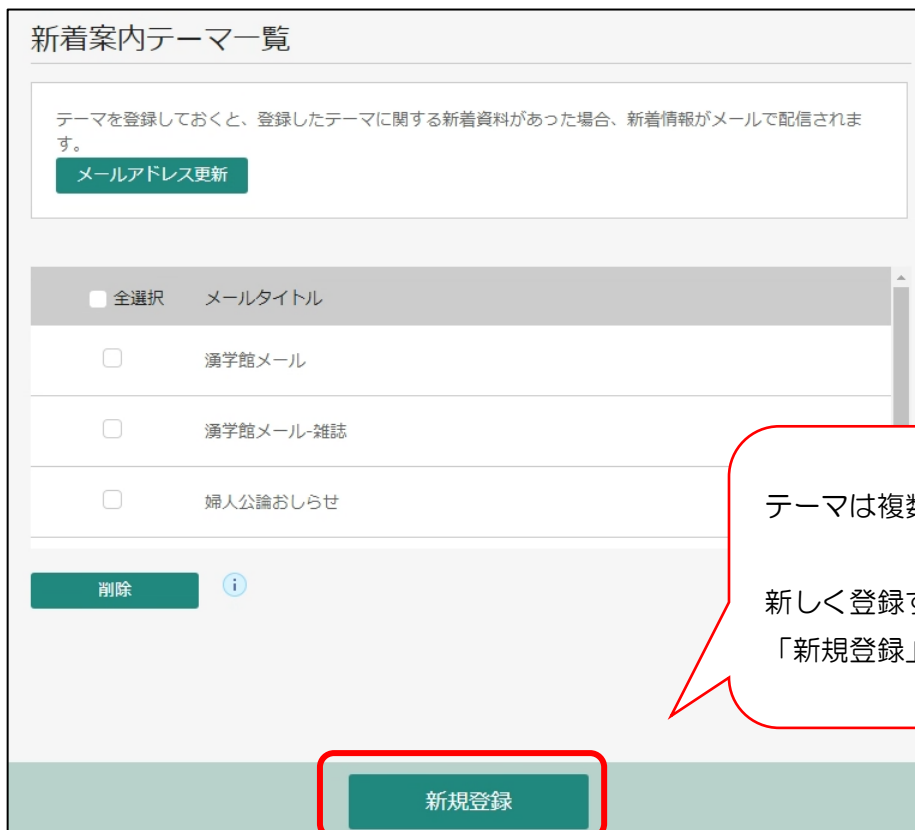 新着案内テーマ一覧
テーマを登録しておくと、登録したテーマに関する新着資料があった場合、新着情報がメールで配信されま
す。
メールアドレス更新
全選択 メールタイトル
湧学館メール
湧学館メール-雑誌
婦人公論おしらせ
テーマは複
削除
新しく登録
「新規登録」
新規登録